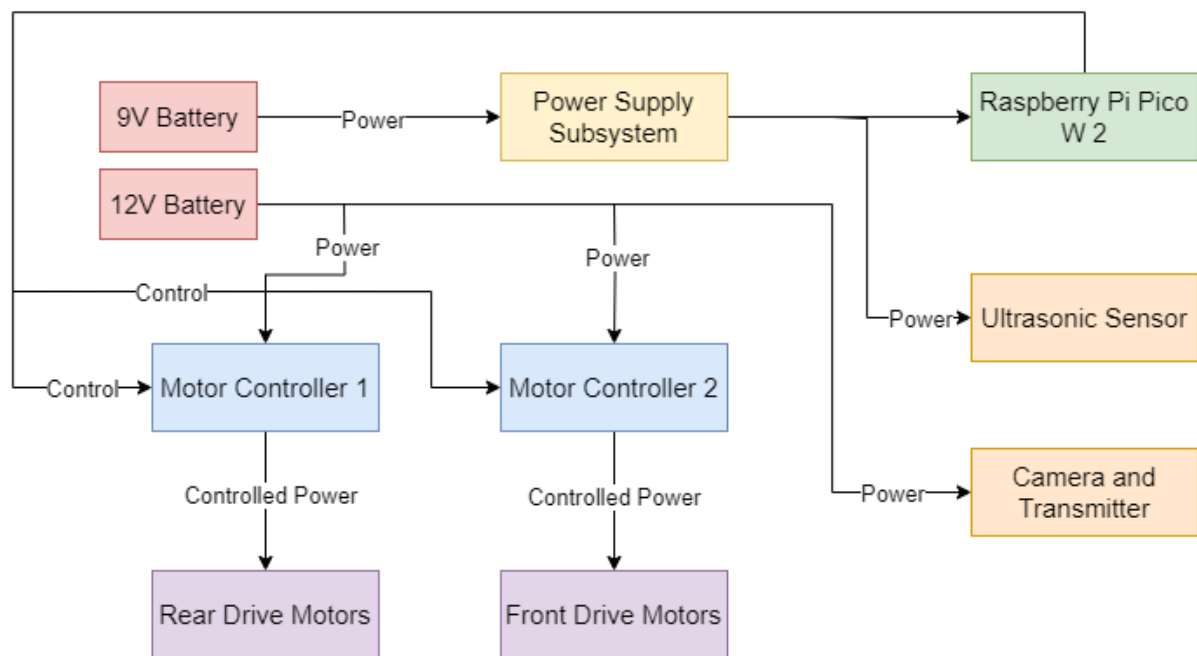 9V Battery
Power
Power Supply
Subsystem
Raspberry Pi Pico
W 2
12V Battery
Power
Power
Control
Ultrasonic Sensor
Power
Control
Motor Controller 1
Motor Controller 2
Controlled Power
Controlled Power
Power
Camera and
Transmitter
Rear Drive Motors
Front Drive Motors